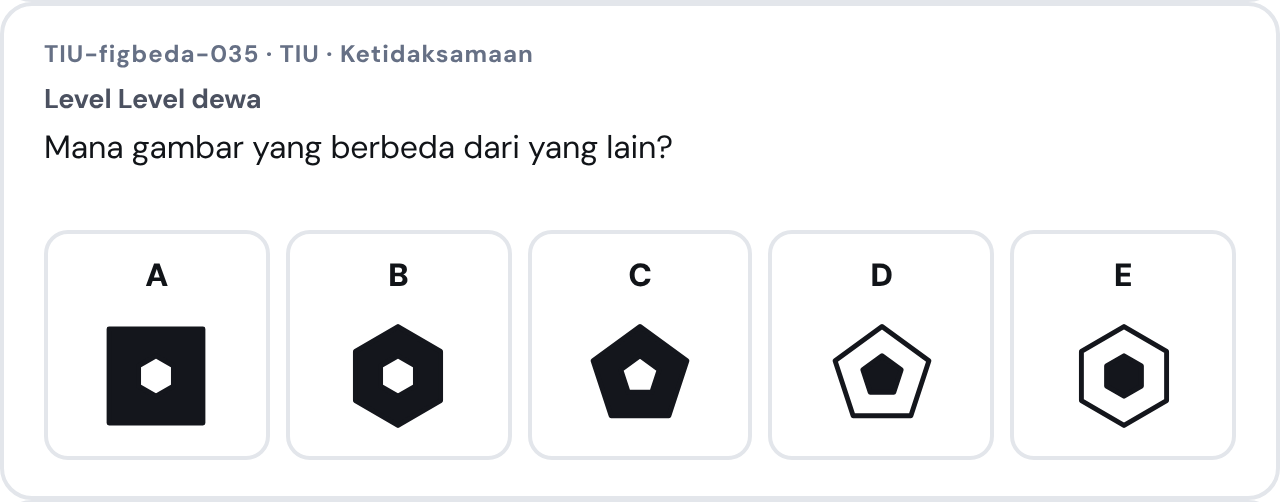 TIU-figbeda-035 · TIU · Ketidaksamaan
Level Level dewa
Mana gambar yang berbeda dari yang lain?
A B C D E